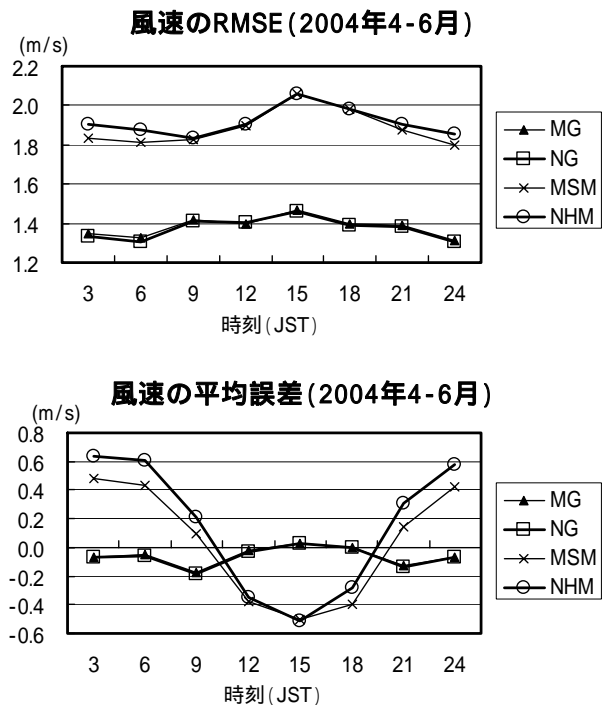 風速のRMSE(2004年4-6月)
(m/s)
2.2
2.0
1.8
1.6
1.4
1.2
3 6 9 12 15 18 21 24
時刻(JST)
MG
NG
MSM
NHM
風速の平均誤差(2004年4-6月)
(m/s)
0.8
0.6
0.4
0.2
0.0
-0.2
-0.4
-0.6
3 6 9 12 15 18 21 24
時刻(JST)
MG
NG
MSM
NHM